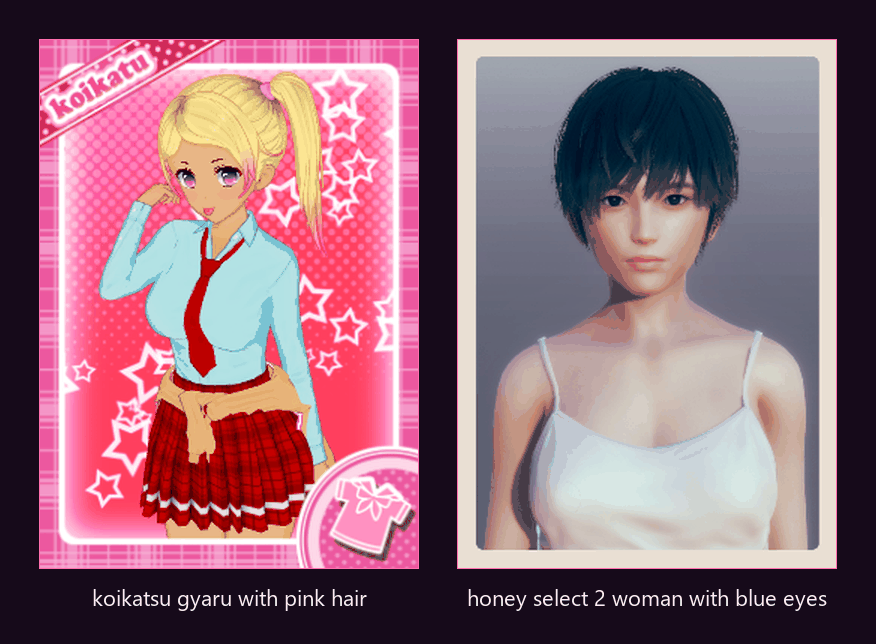 koikatu
koikatsu gyaru with pink hair
honey select 2 woman with blue eyes